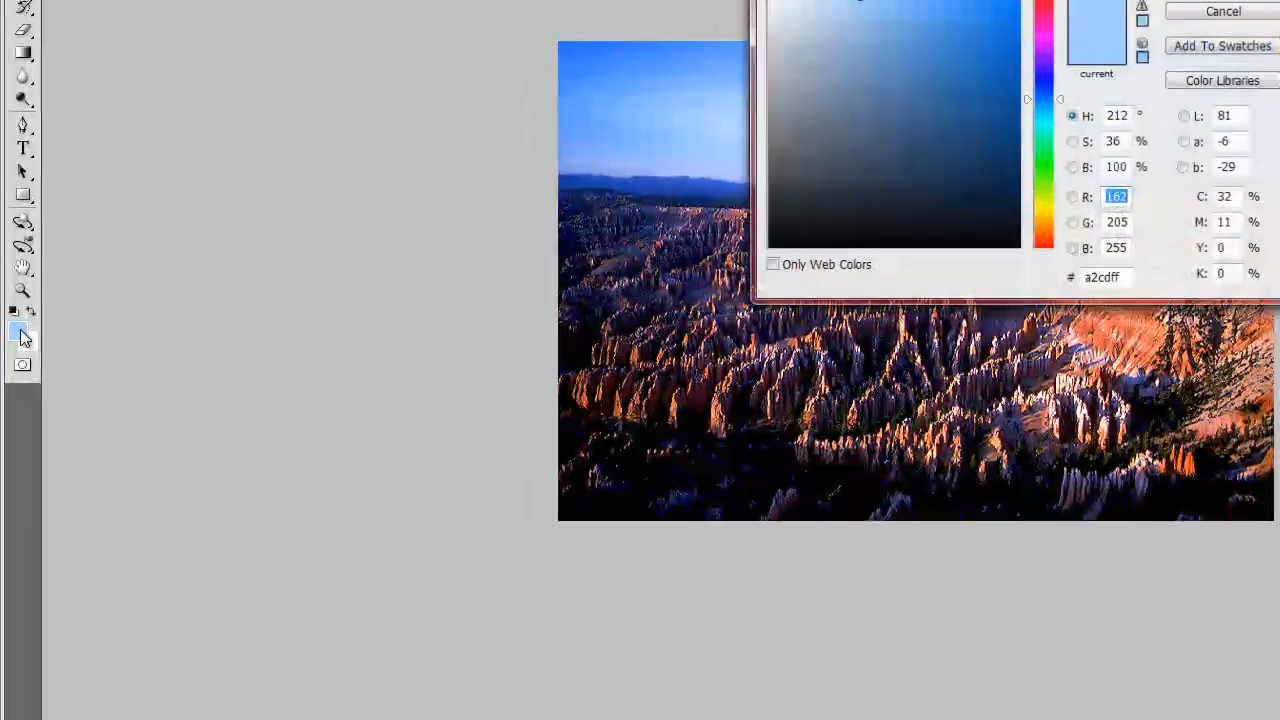 Cancel
Add To Swatches
current
Color Libraries
H: 212 ° L: 81
S: 36 % a: -6
B: 100 % b: -29
R: 162 C: 32 %
G: 205 M: 11 %
B: 255 Y: 0 %
Only Web Colors
# a2cdff K: 0 %
T